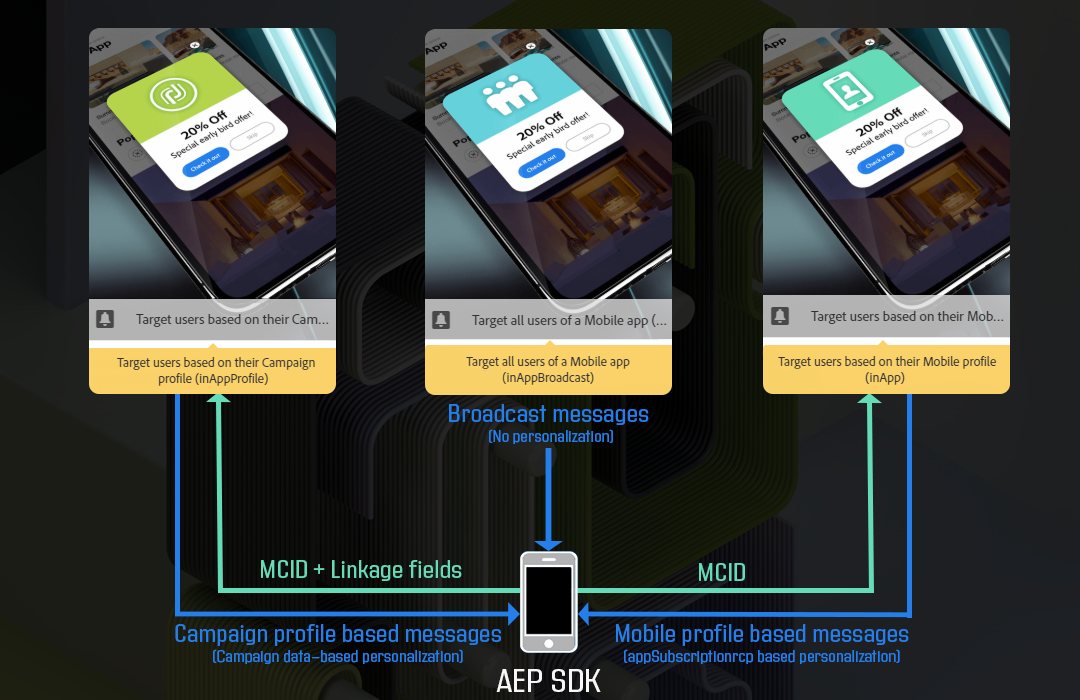 App
20% Off
Special early bird offer!
Check it out
Skip
Target users based on their Cam...
Target users based on their Campaign
profile (inAppProfile)
App
20% Off
Special early bird offer!
Check it out
Skip
Target all users of a Mobile app (...
Target all users of a Mobile app
(inAppBroadcast)
App
20% Off
Special early bird offer!
Check it out
Skip
Target users based on their Mob...
Target users based on their Mobile profile
(inApp)
Broadcast messages
(No personalization)
MCID + Linkage fields
MCID
Campaign profile based messages
(Campaign data-based personalization)
Mobile profile based messages
(appSubscriptionrcp based personalization)
AEP SDK